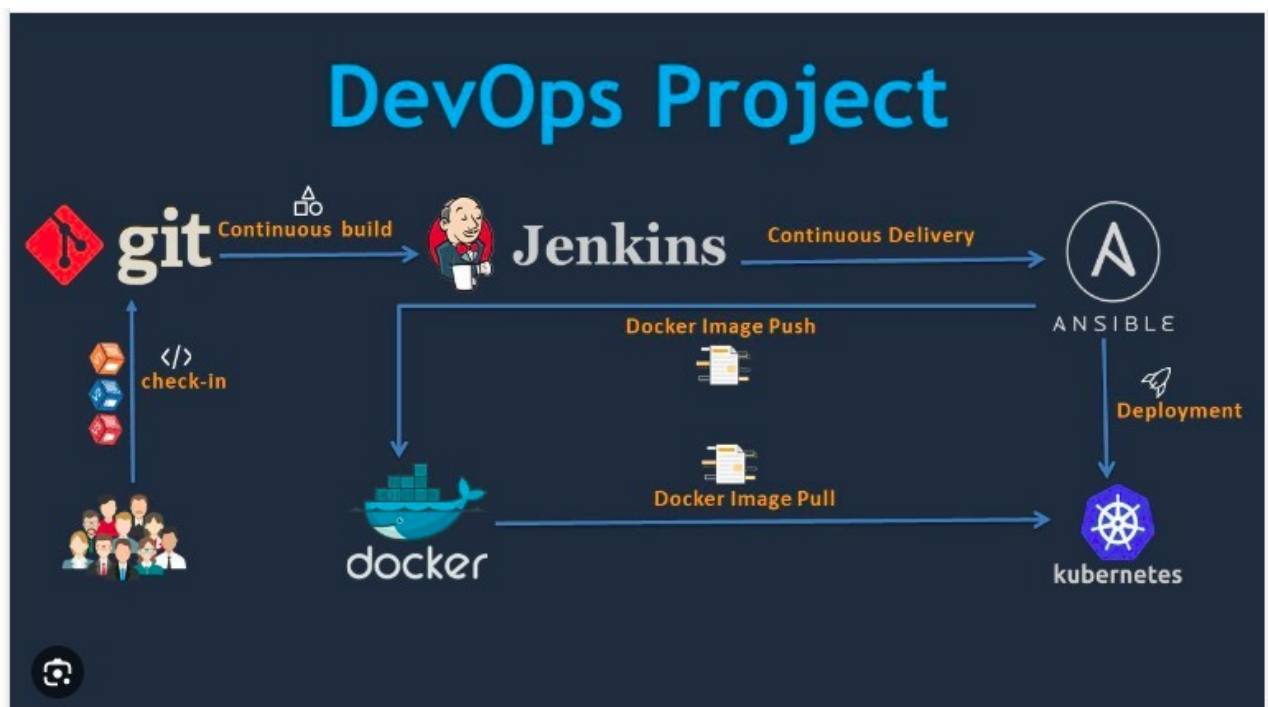 DevOps Project
git
Continuous build
Jenkins
Continuous Delivery
ANSIBLE
Docker Image Push
</>
check-in
Deployment
Docker Image Pull
docker
kubernetes